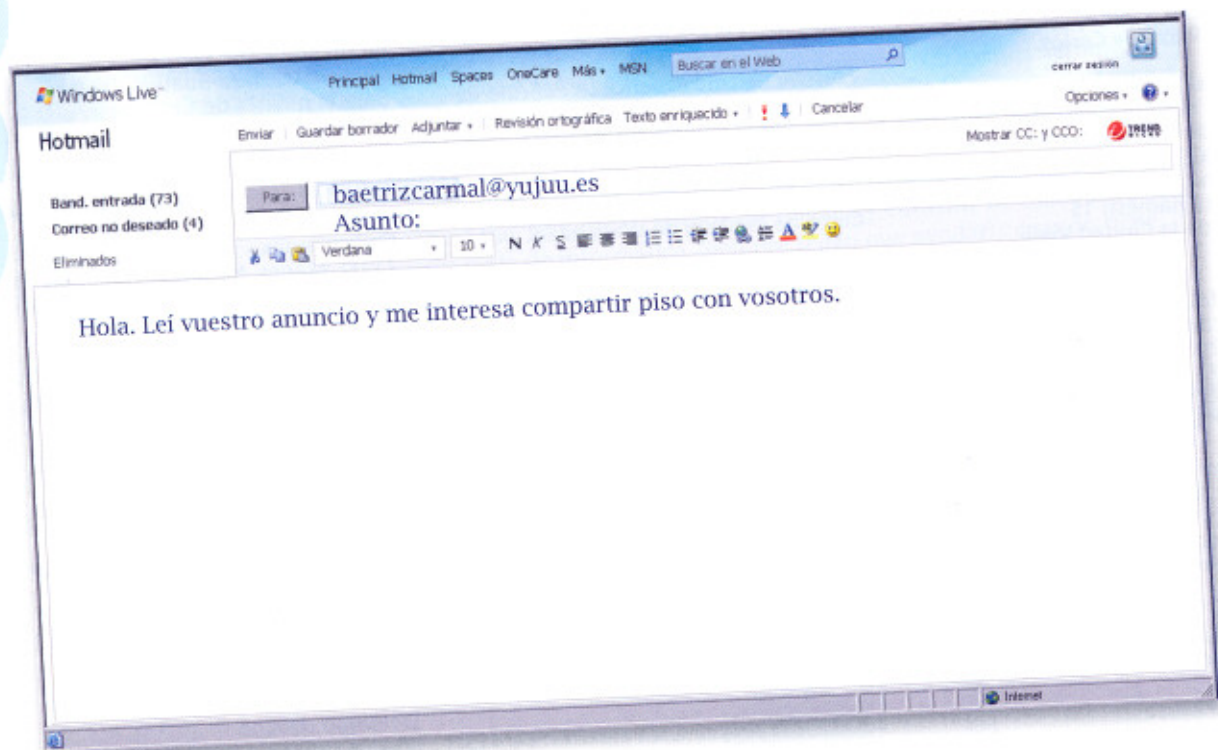 Windows Live™
Principal Hotmail Spaces OneCare Más MSN Buscar en el Web
cerrar sesión
Hotmail
Enviar Guardar borrador Adjuntar Revisión ortográfica Texto enriquecido Cancelar
Opciones
Mostrar CC: y CCO:
Band. entrada (73)
Correo no deseado (4)
Eliminados
Para: baetrizcarmal@yujuu.es
Asunto:
Verdana 10 N K S
Hola. Leí vuestro anuncio y me interesa compartir piso con vosotros.
Internet